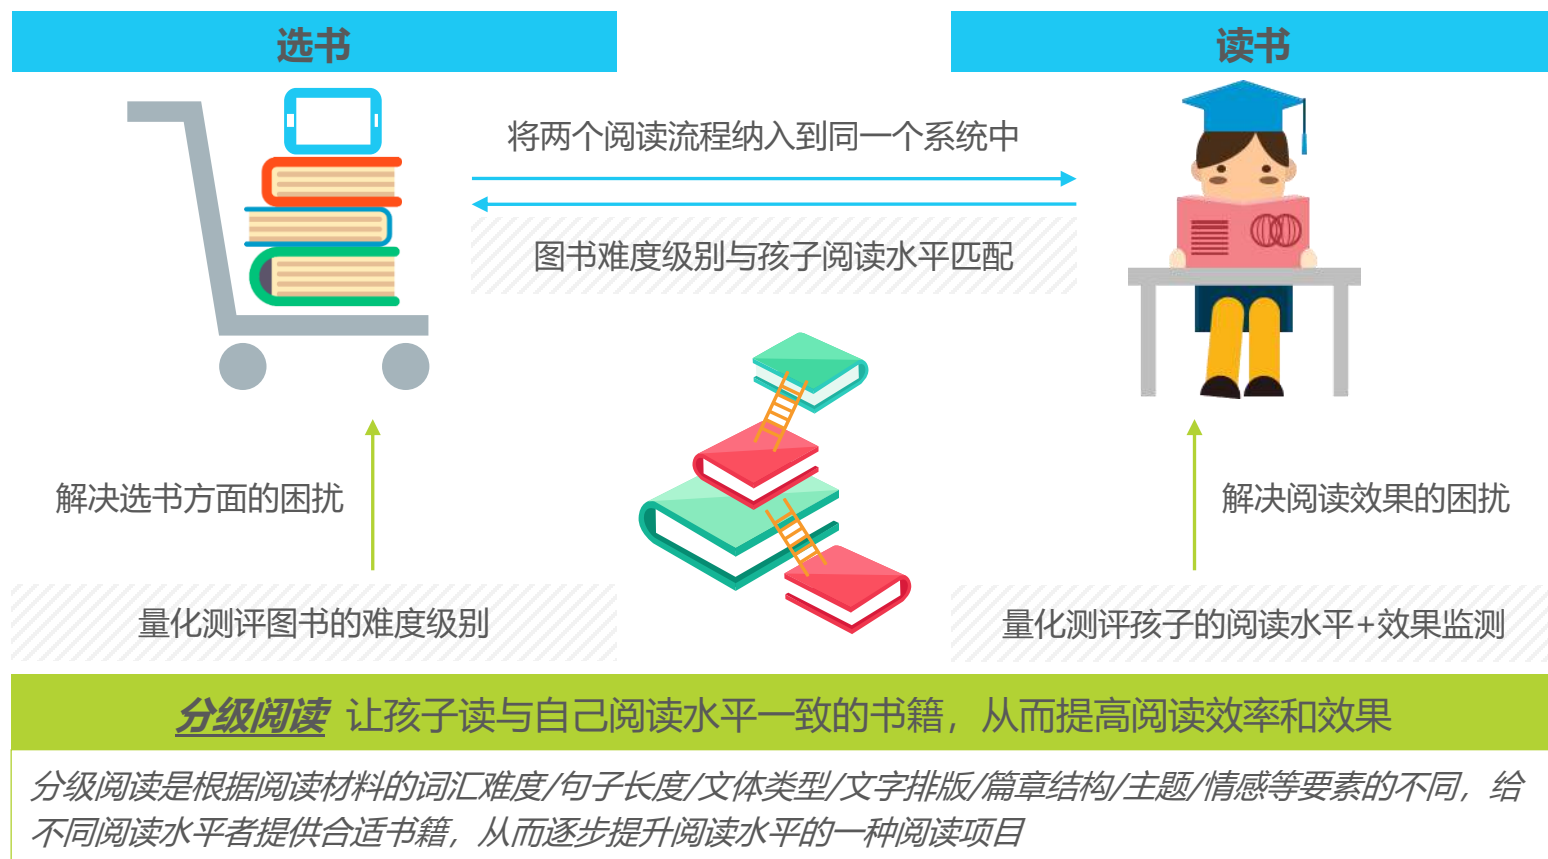 选书
读书
将两个阅读流程纳入到同一个系统中
图书难度级别与孩子阅读水平匹配
解决选书方面的困扰
解决阅读效果的困扰
量化测评图书的难度级别
量化测评孩子的阅读水平+效果监测
分级阅读 让孩子读与自己阅读水平一致的书籍，从而提高阅读效率和效果
分级阅读是根据阅读材料的词汇难度/句子长度/文体类型/文字排版/篇章结构/主题/情感等要素的不同，给
不同阅读水平者提供合适书籍，从而逐步提升阅读水平的一种阅读项目